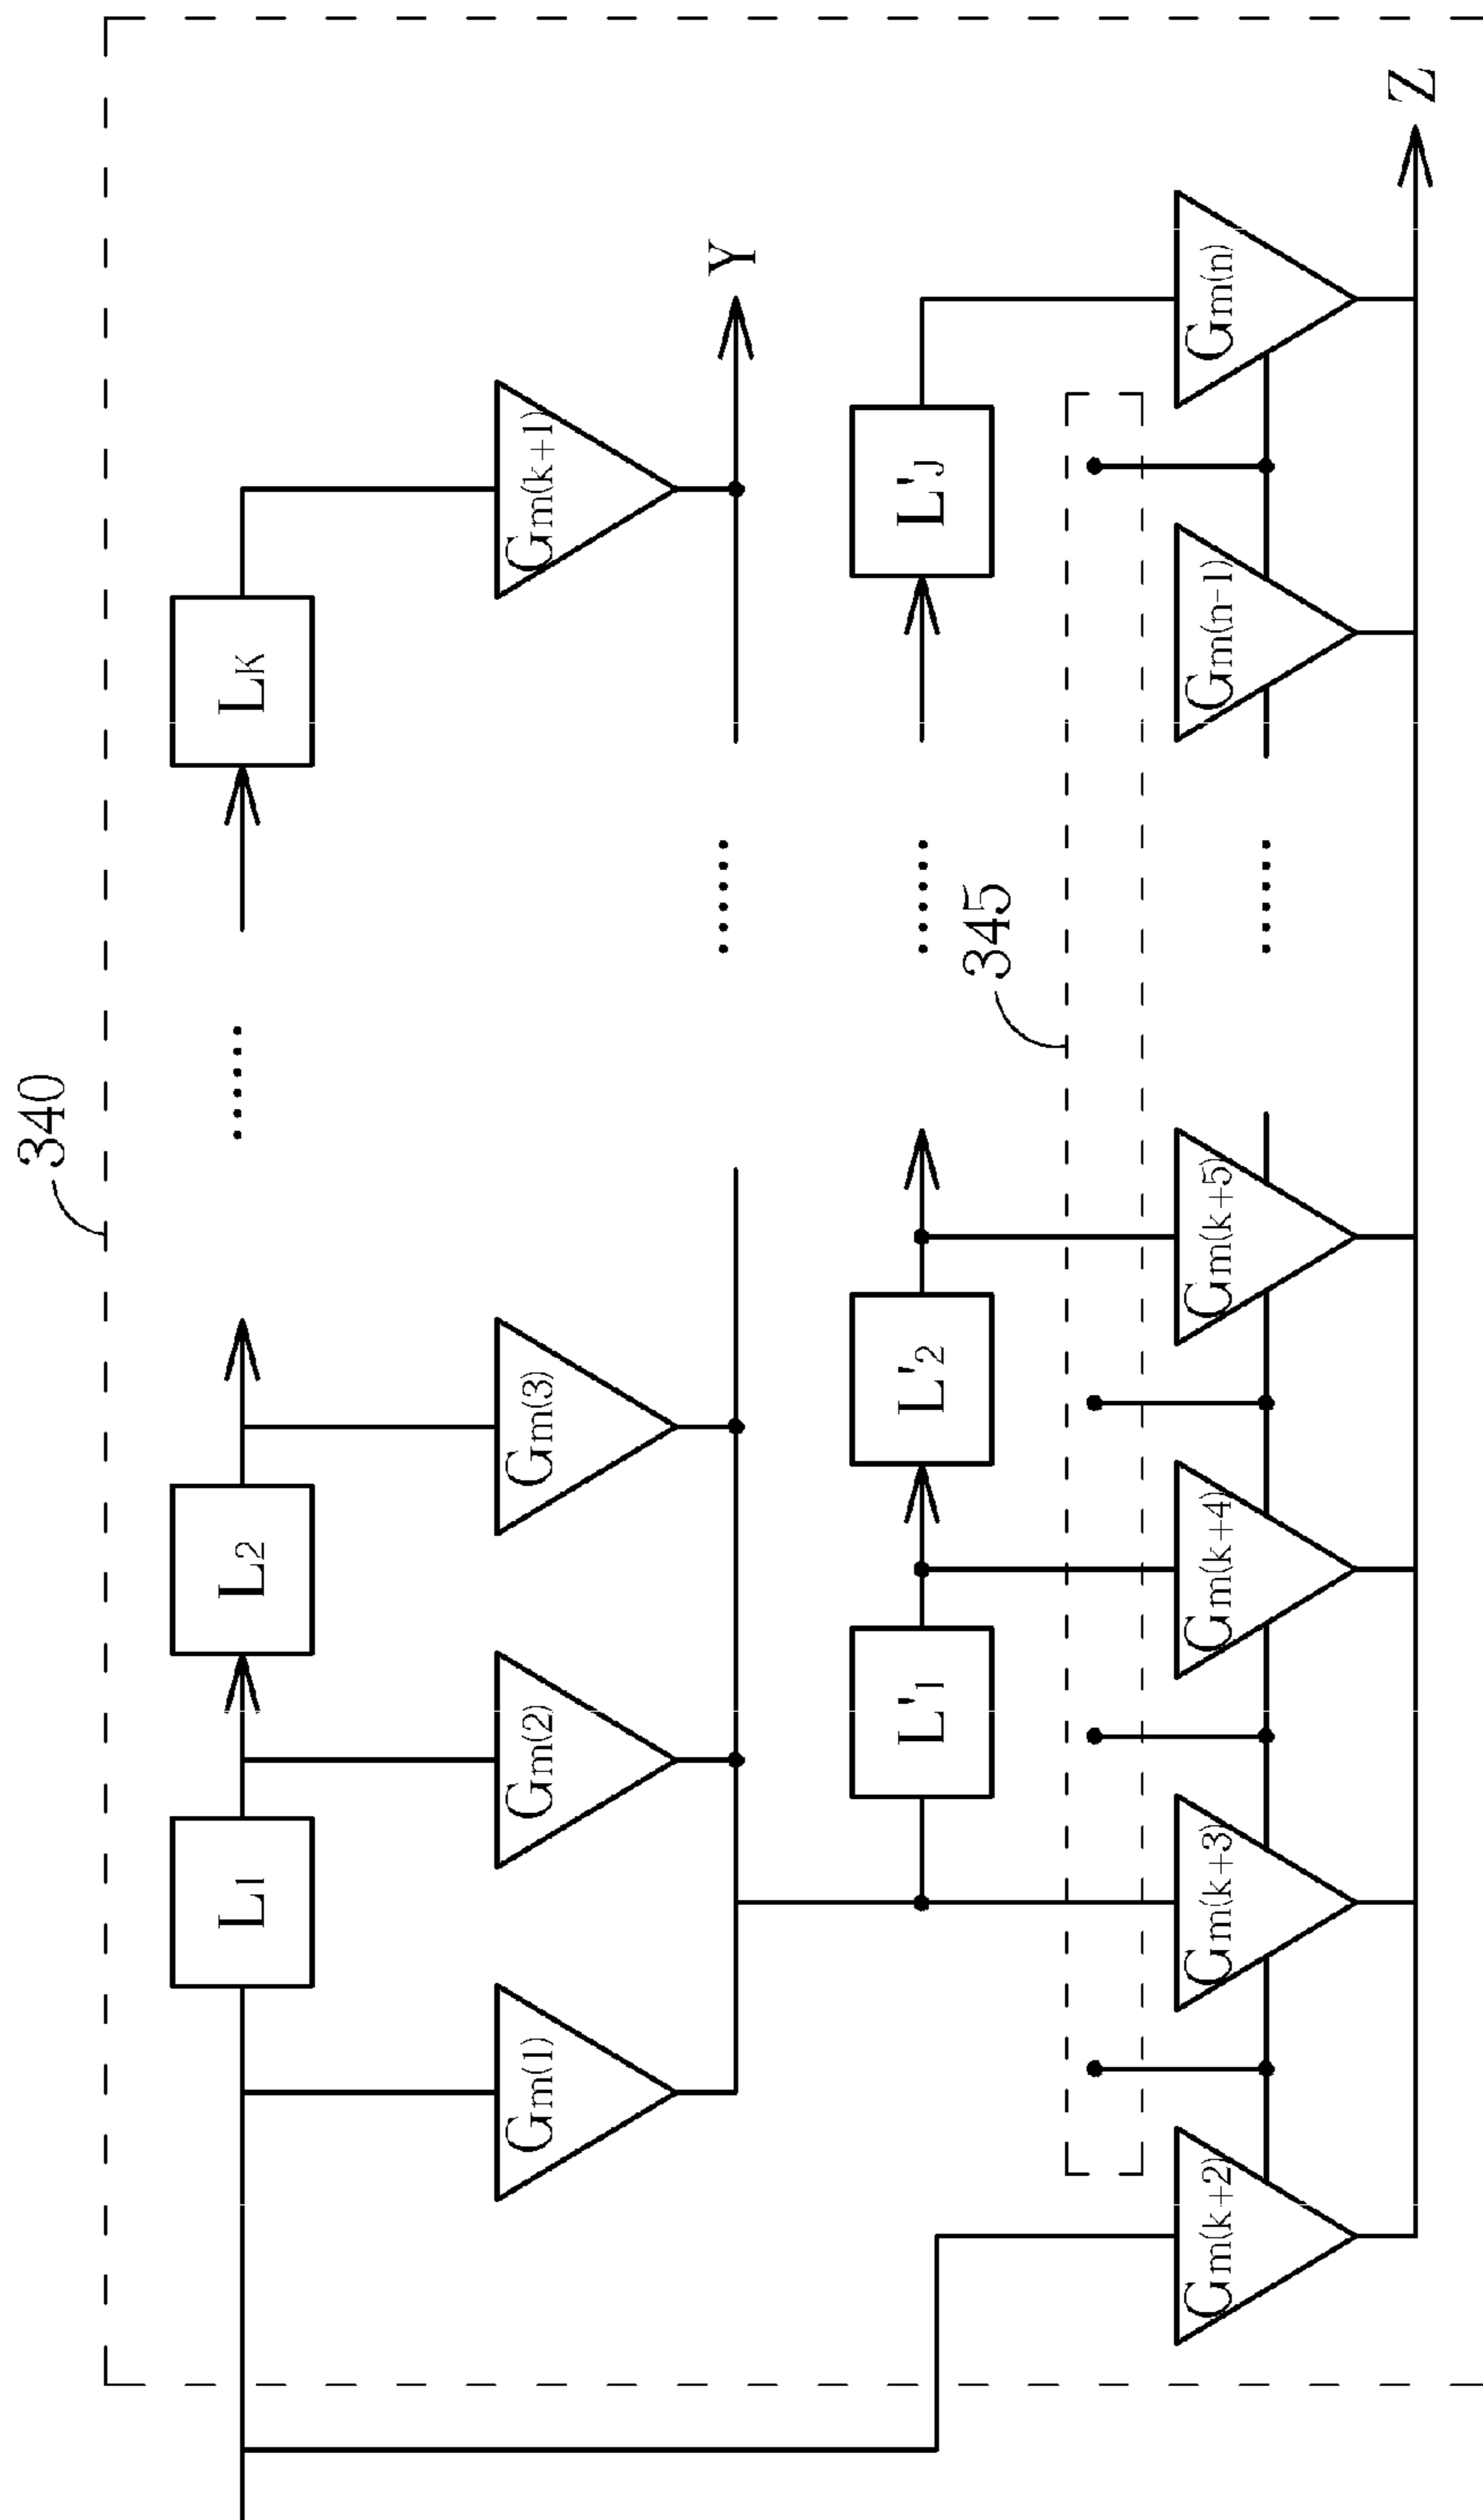 340
L1
L2
LK
Gm(1)
Gm(2)
Gm(3)
Gm(k+1)
Y
L'1
L'2
L'J
345
Gm(k+2)
Gm(k+3)
Gm(k+4)
Gm(k+5)
Gm(n-1)
Gm(n)
Z